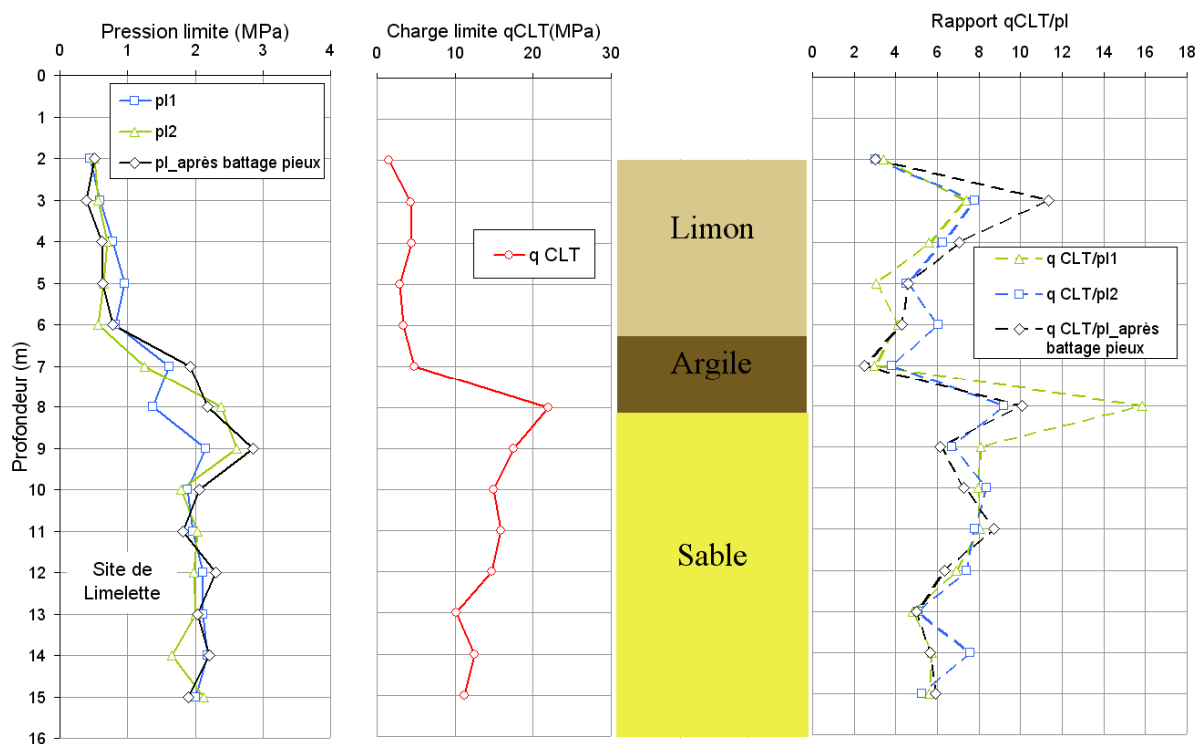 Pression limite (MPa)
0 1 2 3 4
Profondeur (m)
0
1
2
3
4
5
6
7
8
9
10
11
12
13
14
15
16
pl1
pl2
pl_après battage pieux
Site de
Limelette
Charge limite qCLT(MPa)
0 10 20 30
q CLT
Limon
Argile
Sable
Rapport qCLT/pl
0 2 4 6 8 10 12 14 16 18
q CLT/pl1
q CLT/pl2
q CLT/pl_après
battage pieux